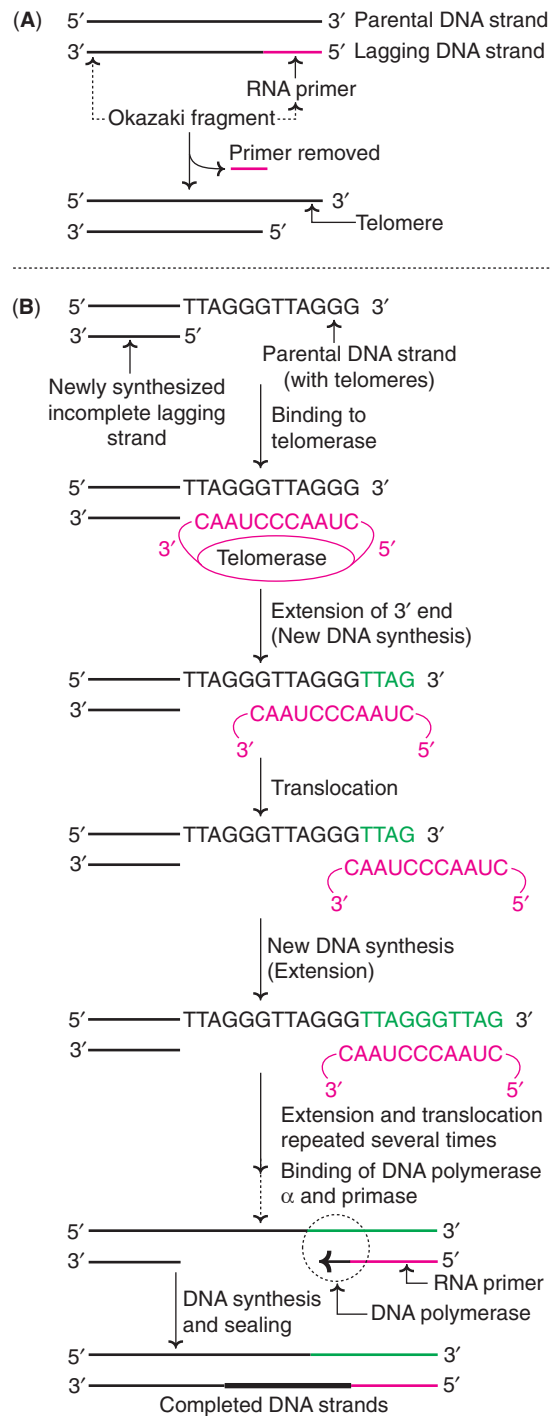 (A)
5′ 3′ Parental DNA strand
3′ 5′ Lagging DNA strand
RNA primer
Okazaki fragment
Primer removed
5′ 3′
Telomere
3′ 5′
(B)
5′ TTAGGGTTAGGG 3′
3′ 5′
Parental DNA strand
(with telomeres)
Newly synthesized
incomplete lagging
strand
Binding to
telomerase
5′ TTAGGGTTAGGG 3′
3′ CAAUCCCAAUC
3′ Telomerase 5′
Extension of 3′ end
(New DNA synthesis)
5′ TTAGGGTTAGGGTTAG 3′
3′ CAAUCCCAAUC
3′ 5′
Translocation
5′ TTAGGGTTAGGGTTAG 3′
3′ CAAUCCCAAUC
3′ 5′
New DNA synthesis
(Extension)
5′ TTAGGGTTAGGGTTAGGGTTAG 3′
3′ CAAUCCCAAUC
3′ 5′
Extension and translocation
repeated several times
Binding of DNA polymerase
α and primase
5′ 3′
3′ 5′
RNA primer
DNA polymerase
DNA synthesis
and sealing
5′ 3′
3′ 5′
Completed DNA strands